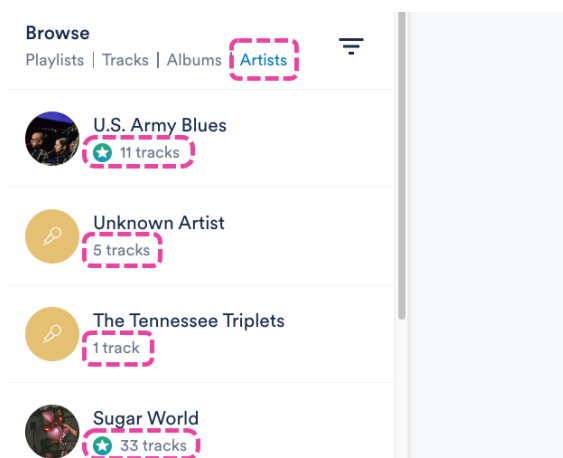 Browse
Playlists | Tracks | Albums | Artists
U.S. Army Blues
11 tracks
Unknown Artist
5 tracks
The Tennessee Triplets
1 track
Sugar World
33 tracks